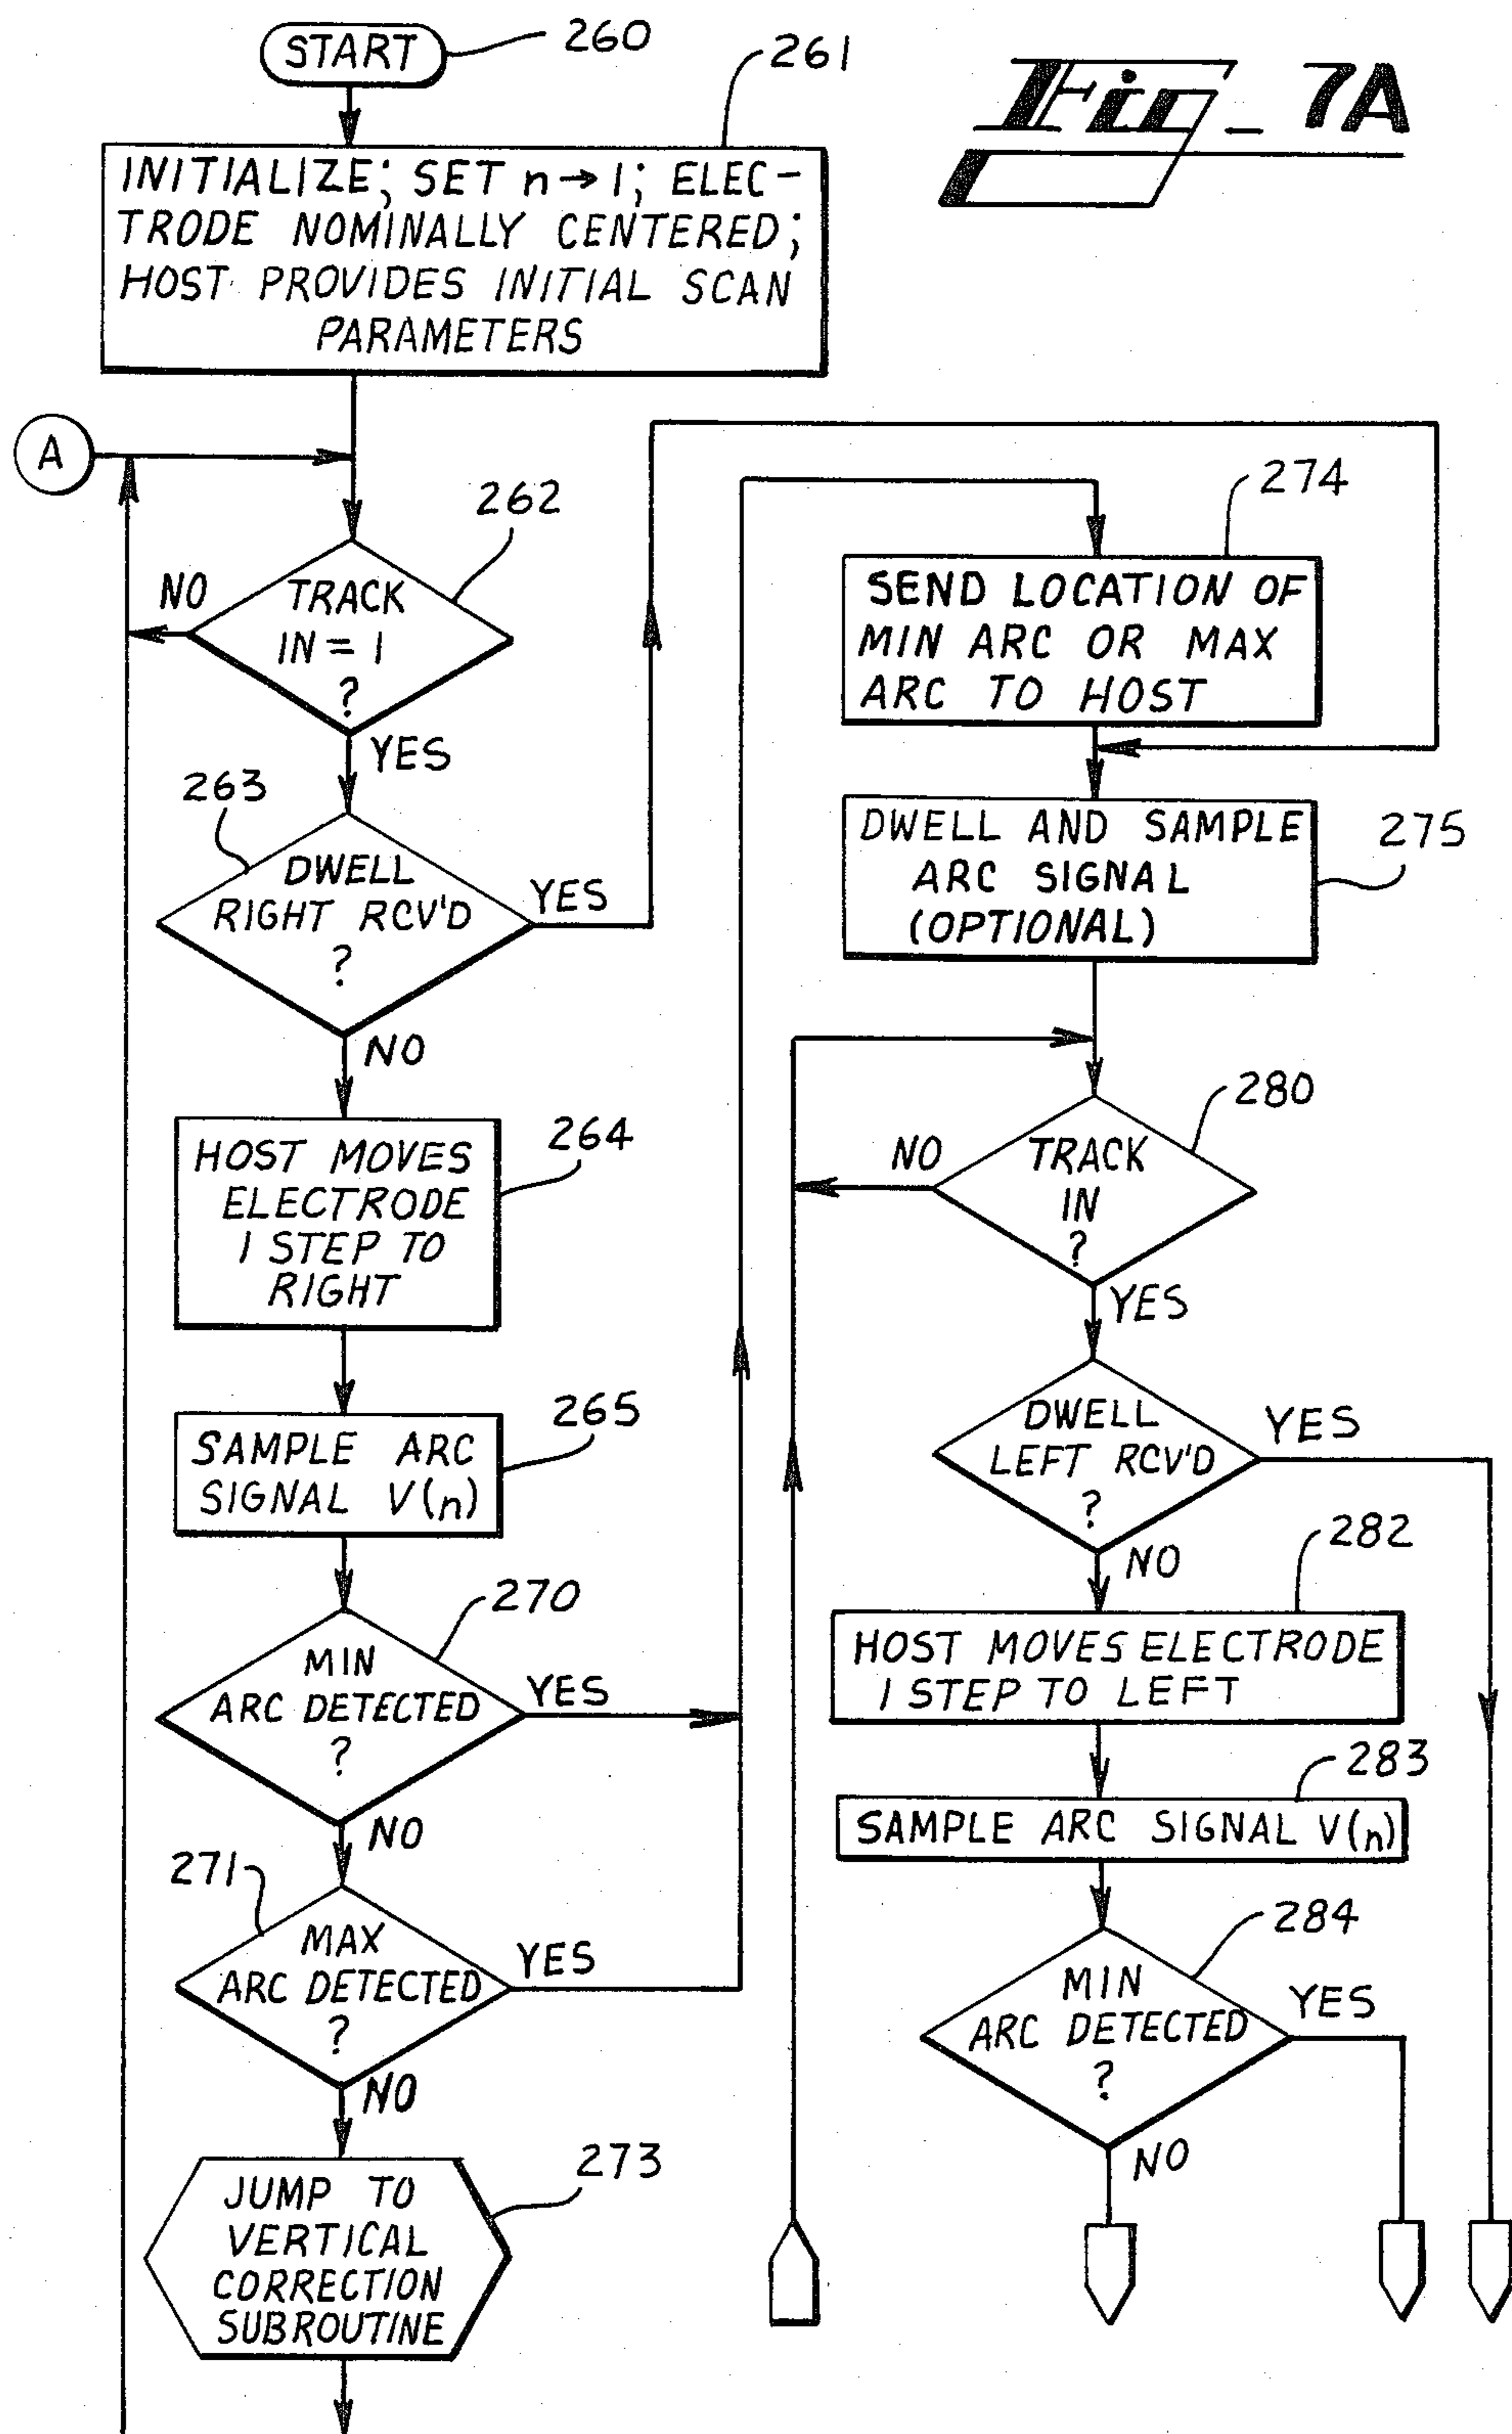 START
260
261
Fig_ 7A
INITIALIZE; SET n→1; ELEC-
TRODE NOMINALLY CENTERED;
HOST PROVIDES INITIAL SCAN
PARAMETERS
A
262
NO
TRACK
IN = 1
?
YES
263
DWELL
RIGHT RCV'D
?
YES
NO
HOST MOVES
ELECTRODE
1 STEP TO
RIGHT
264
SAMPLE ARC
SIGNAL V(n)
265
270
MIN
ARC DETECTED
?
YES
NO
271
MAX
ARC DETECTED
?
YES
NO
JUMP TO
VERTICAL
CORRECTION
SUBROUTINE
273
274
SEND LOCATION OF
MIN ARC OR MAX
ARC TO HOST
DWELL AND SAMPLE
ARC SIGNAL
(OPTIONAL)
275
280
NO
TRACK
IN
?
YES
DWELL
LEFT RCV'D
?
YES
NO
282
HOST MOVES ELECTRODE
1 STEP TO LEFT
283
SAMPLE ARC SIGNAL V(n)
284
MIN
ARC DETECTED
?
YES
NO